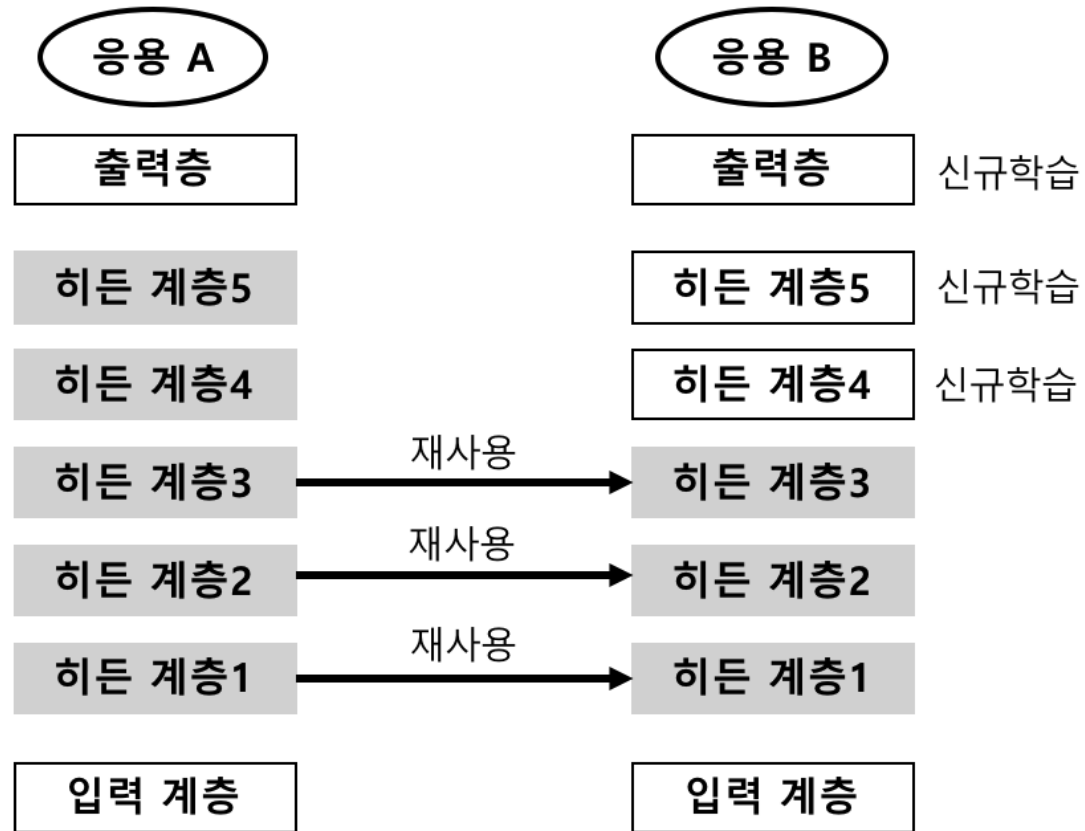 응용 A
응용 B
출력층
출력층
신규학습
히든 계층5
히든 계층5
신규학습
히든 계층4
히든 계층4
신규학습
히든 계층3
재사용
히든 계층3
히든 계층2
재사용
히든 계층2
히든 계층1
재사용
히든 계층1
입력 계층
입력 계층